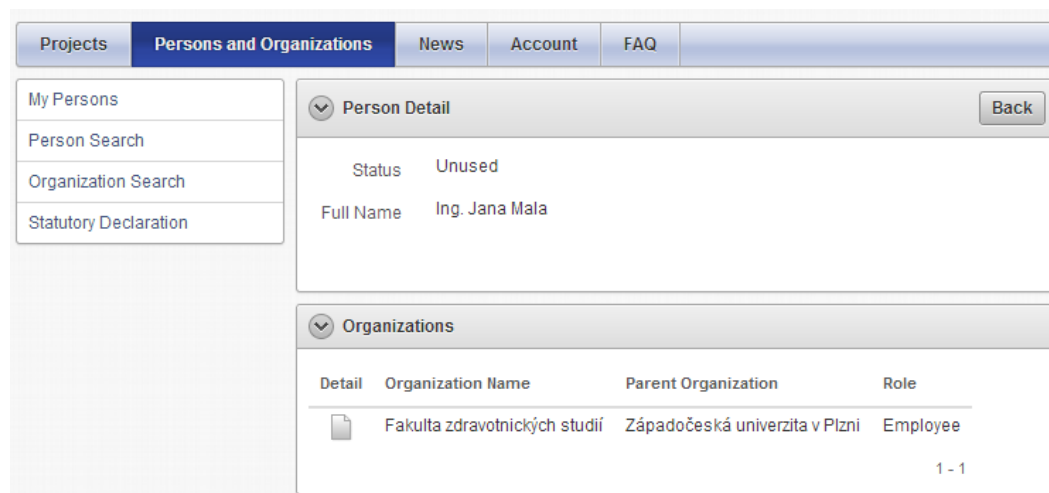 Projects Persons and Organizations News Account FAQ
My Persons
Person Search
Organization Search
Statutory Declaration
Person Detail Back
Status Unused
Full Name Ing. Jana Mala
Organizations
Detail Organization Name Parent Organization Role
Fakulta zdravotnických studií Západočeská univerzita v Plzni Employee
1 - 1